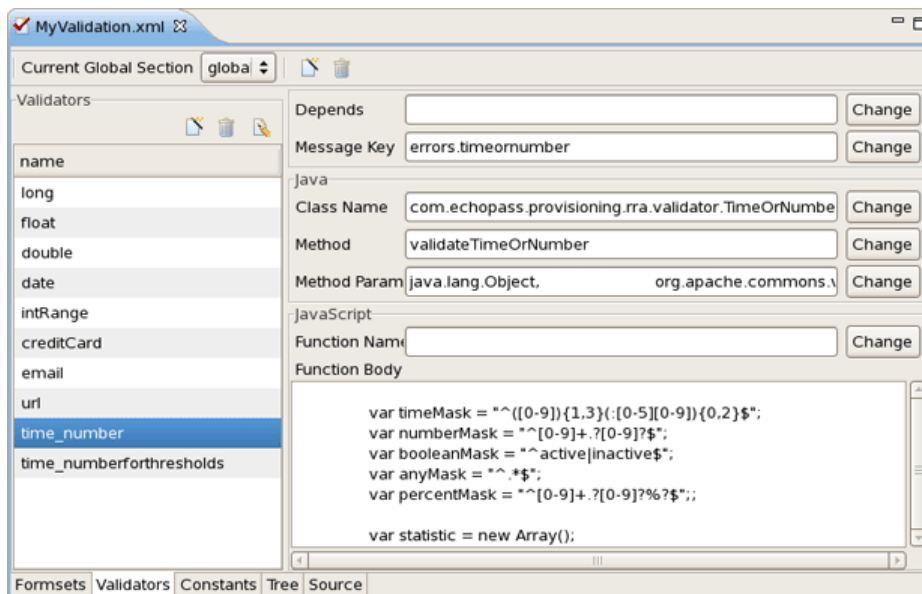 MyValidation.xml
Current Global Section global
Validators
name
long
float
double
date
intRange
creditCard
email
url
time_number
time_numberforthresholds
Depends Change
Message Key errors.timeornumber Change
Java
Class Name com.echopass.provisioning.rra.validator.TimeOrNumbe Change
Method validateTimeOrNumber Change
Method Param java.lang.Object, org.apache.commons.v Change
JavaScript
Function Name Change
Function Body
var timeMask = "^([0-9]){1,3}(:[0-5][0-9]){0,2}$";
var numberMask = "^[0-9]+.?[0-9]?$";
var booleanMask = "^active|inactive$";
var anyMask = "^.*$";
var percentMask = "^[0-9]+.?[0-9]?%?$";;
var statistic = new Array();
Formsets Validators Constants Tree Source